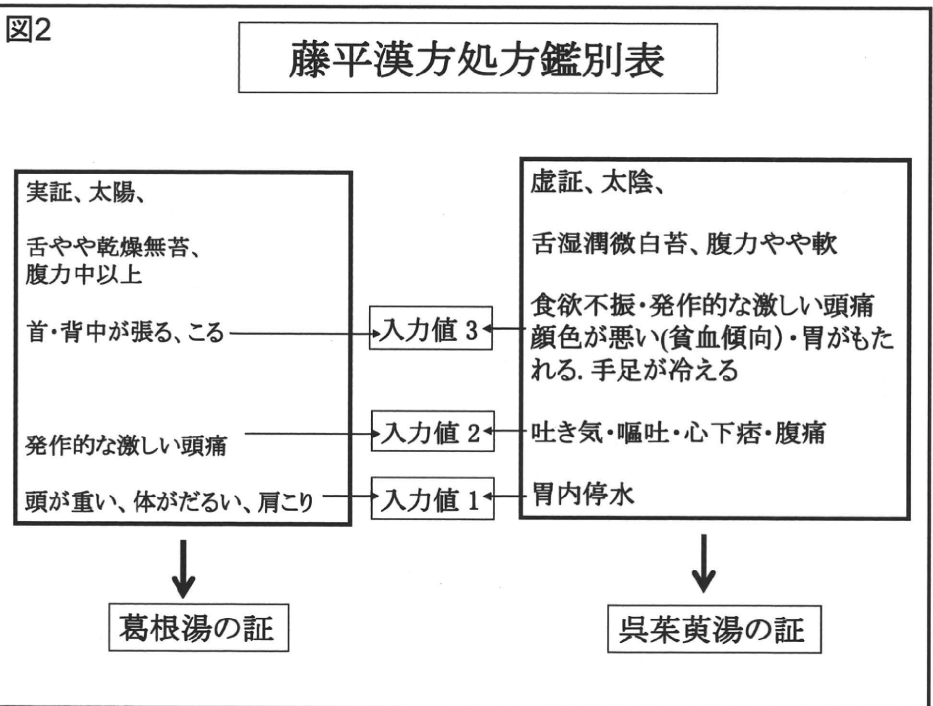 図2
藤平漢方処方鑑別表
実証、太陽、
舌やや乾燥無苔、
腹力中以上
首・背中が張る、こる
発作的な激しい頭痛
頭が重い、体がだるい、肩こり
入力値 3
入力値 2
入力値 1
虚証、太陰、
舌湿潤微白苔、腹力やや軟
食欲不振・発作的な激しい頭痛
顔色が悪い(貧血傾向)・胃がもた
れる. 手足が冷える
吐き気・嘔吐・心下痞・腹痛
胃内停水
葛根湯の証
呉茱萸湯の証